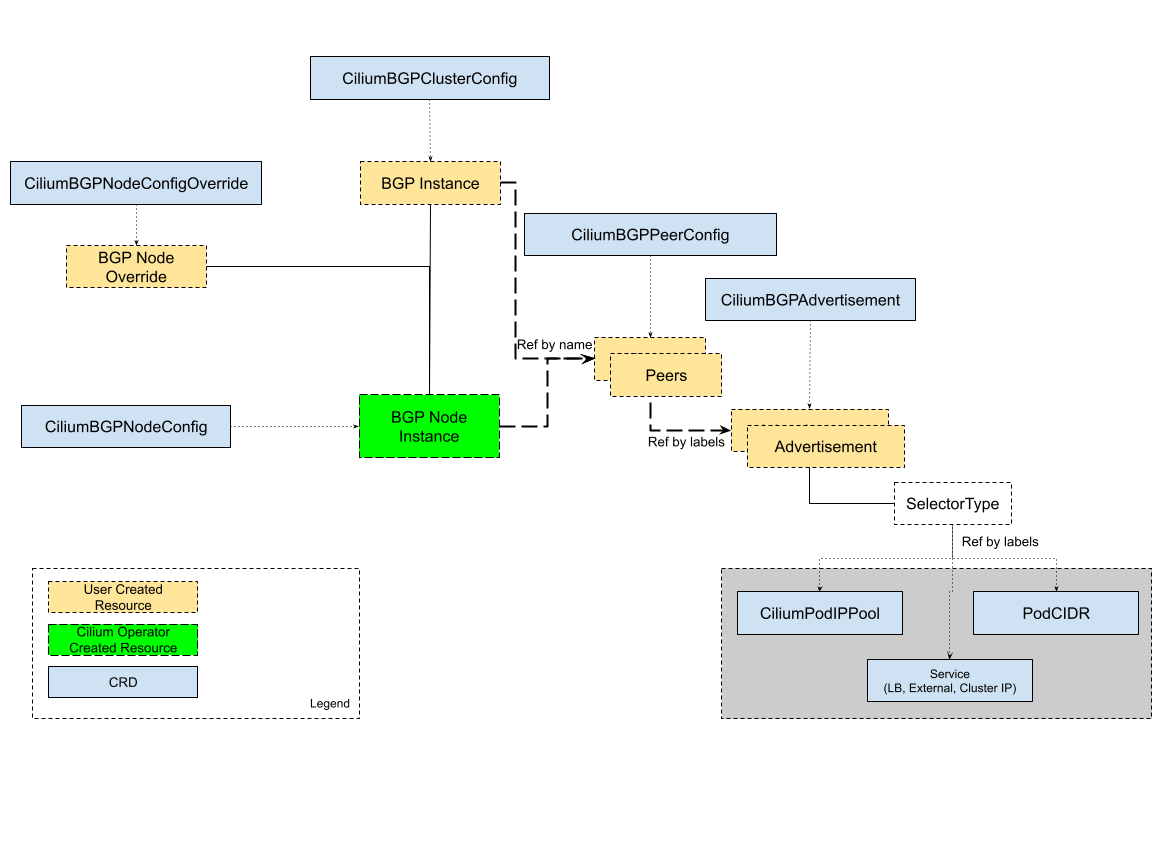 CiliumBGPClusterConfig
CiliumBGPNodeConfigOverride
BGP Instance
CiliumBGPPeerConfig
BGP Node
Override
CiliumBGPAdvertisement
Ref by name
Peers
CiliumBGPNodeConfig
BGP Node
Instance
Ref by labels
Advertisement
SelectorType
Ref by labels
User Created
Resource
Cilium Operator
Created Resource
CRD
Legend
CiliumPodIPPool
PodCIDR
Service
(LB, External, Cluster IP)